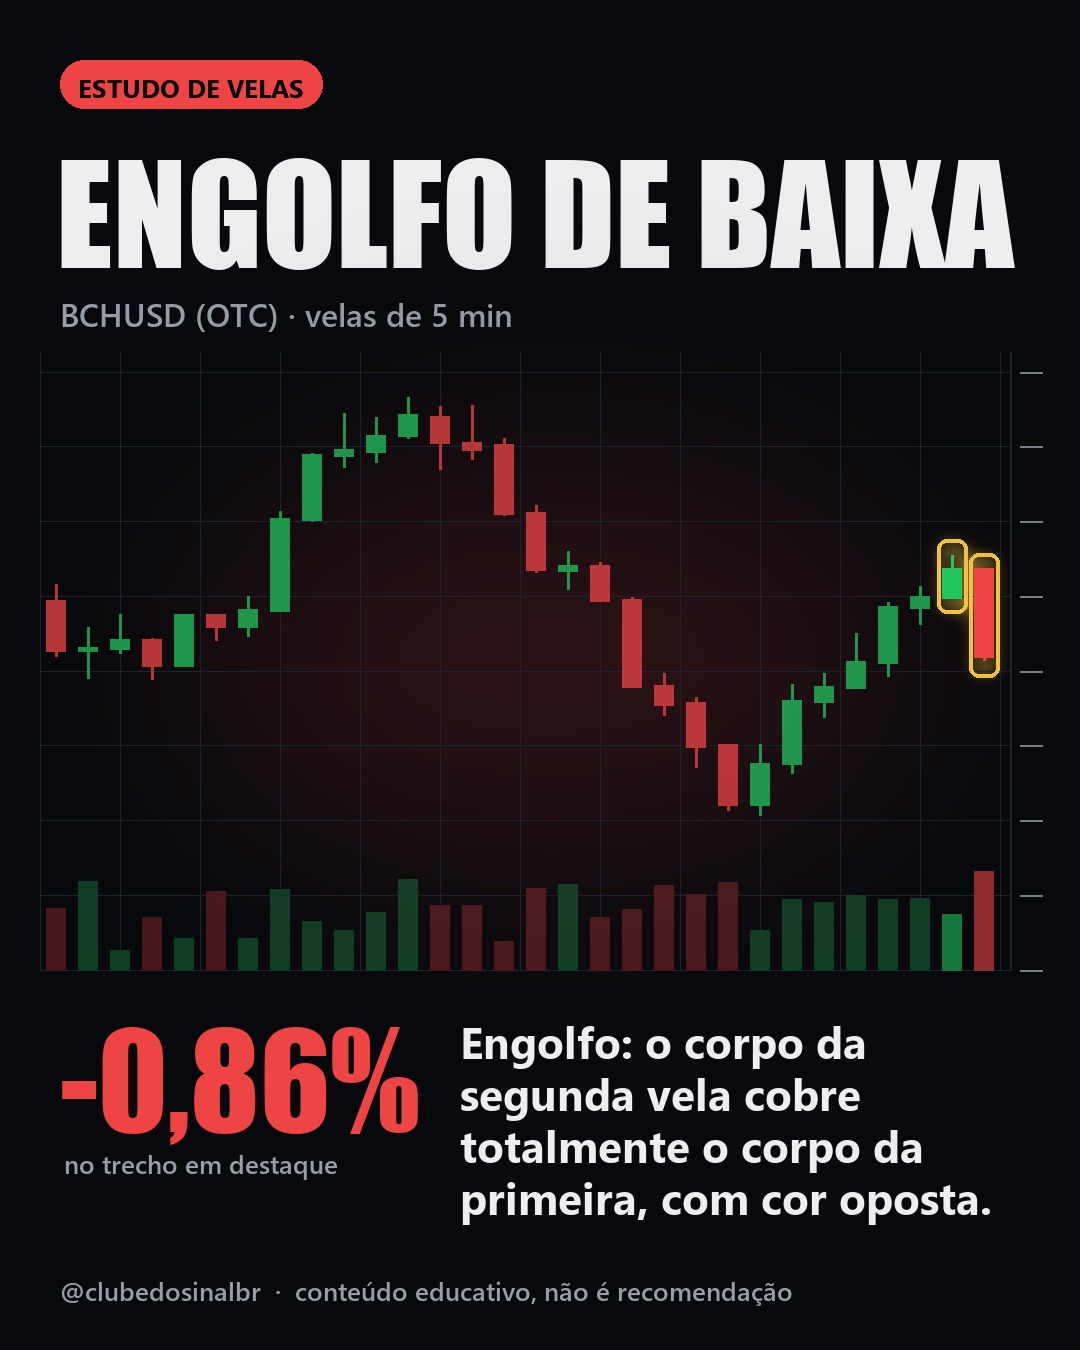 ESTUDO DE VELAS
ENGOLFO DE BAIXA
BCHUSD (OTC) · velas de 5 min
-0,86%
no trecho em destaque
Engolfo: o corpo da
segunda vela cobre
totalmente o corpo da
primeira, com cor oposta.
@clubedosinalbr · conteúdo educativo, não é recomendação